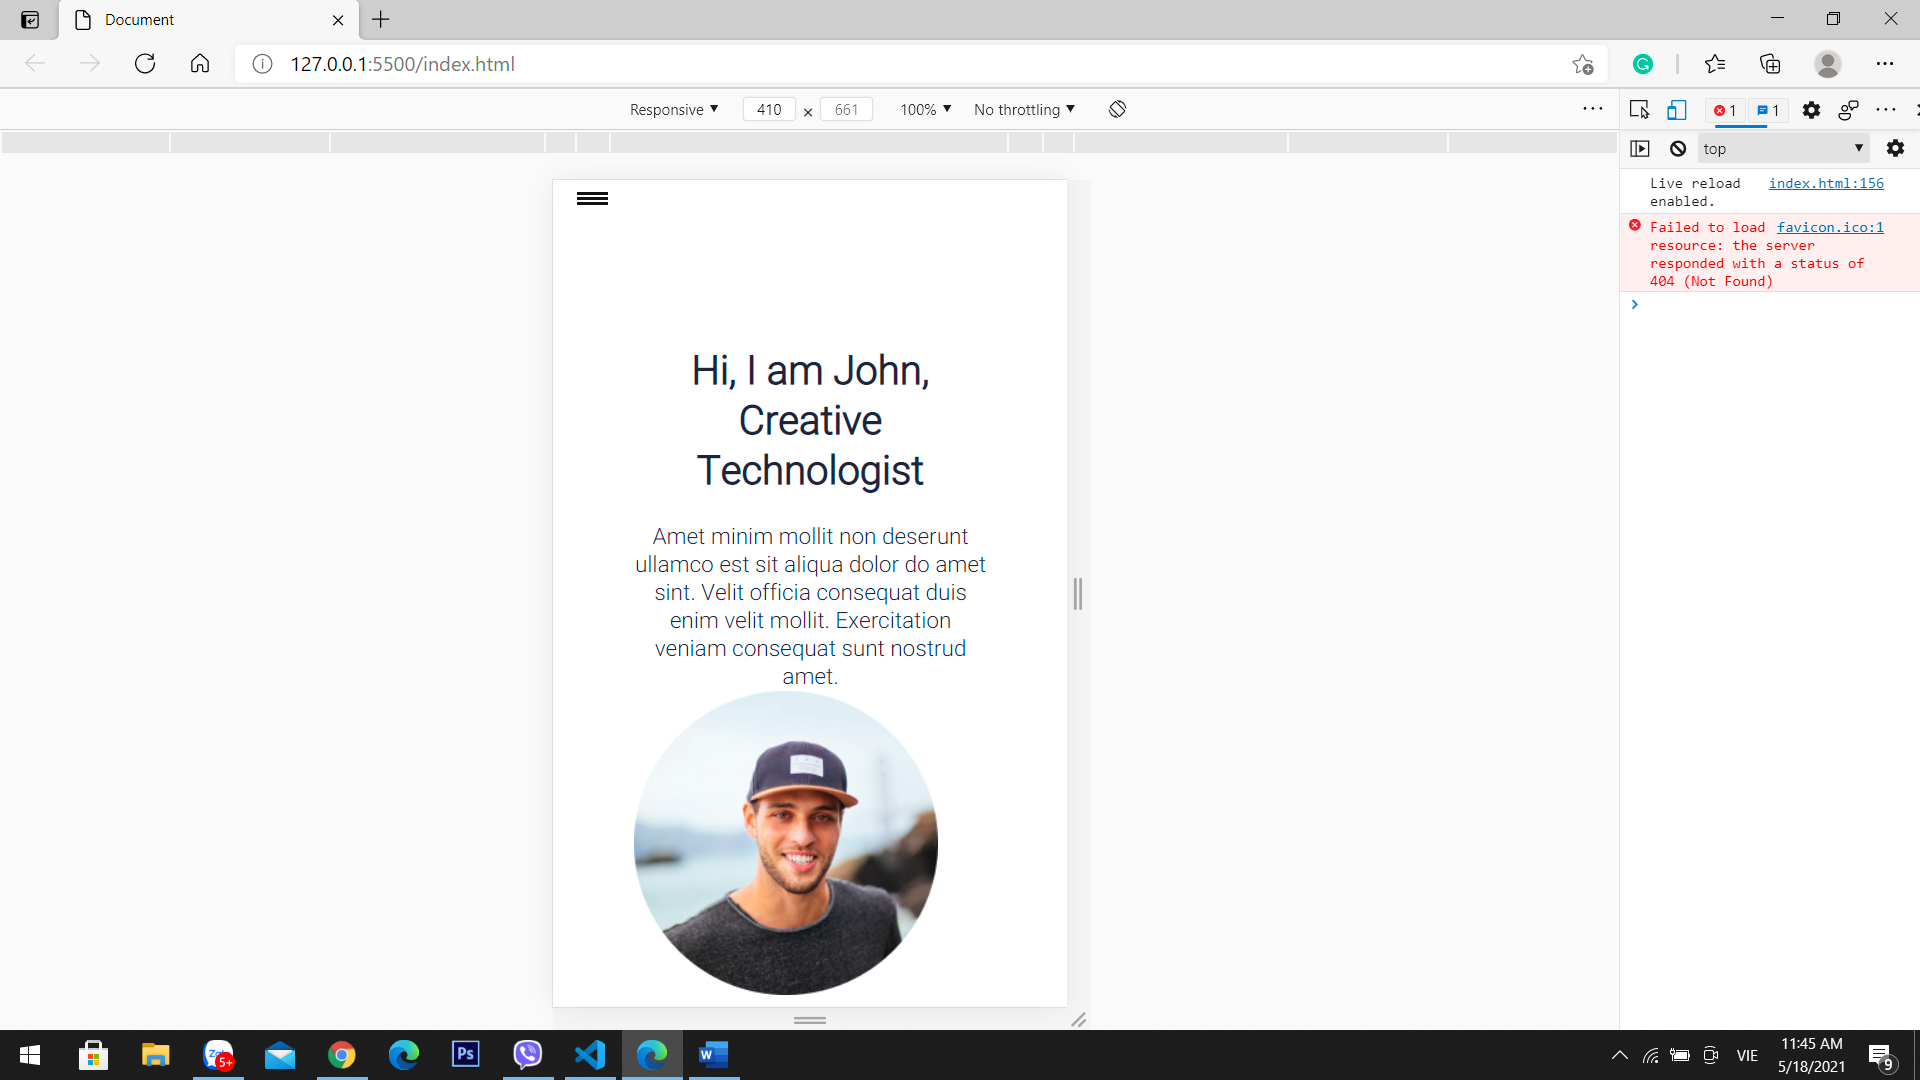 Document
127.0.0.1:5500/index.html
Responsive
410 × 661
100%
No throttling
1
1
top
Live reload enabled.
index.html:156
Failed to load resource: the server responded with a status of 404 (Not Found)
favicon.ico:1
Hi, I am John,
Creative
Technologist
Amet minim mollit non deserunt
ullamco est sit aliqua dolor do amet
sint. Velit officia consequat duis
enim velit mollit. Exercitation
veniam consequat sunt nostrud
amet.
5+
Ps
W
VIE
11:45 AM
5/18/2021
9